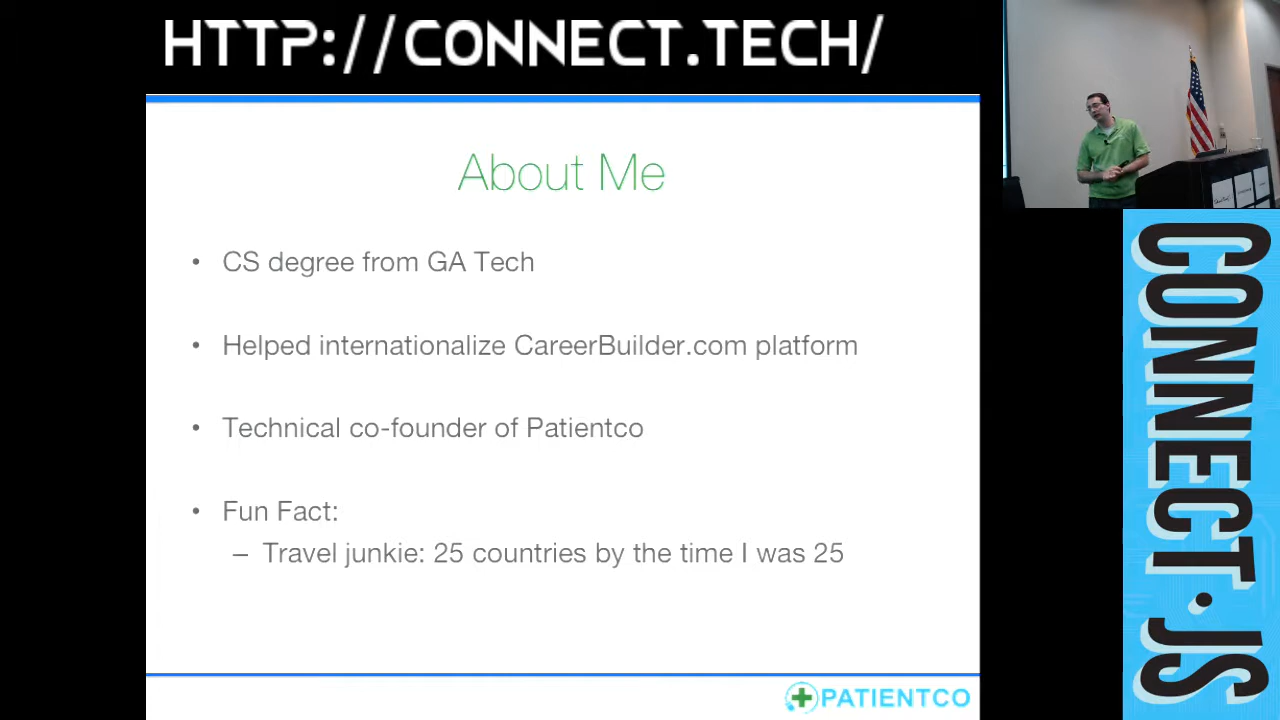 HTTP://CONNECT.TECH/
About Me
• CS degree from GA Tech
• Helped internationalize CareerBuilder.com platform
• Technical co-founder of Patientco
• Fun Fact:
– Travel junkie: 25 countries by the time I was 25
PATIENTCO
CONNECT.JS